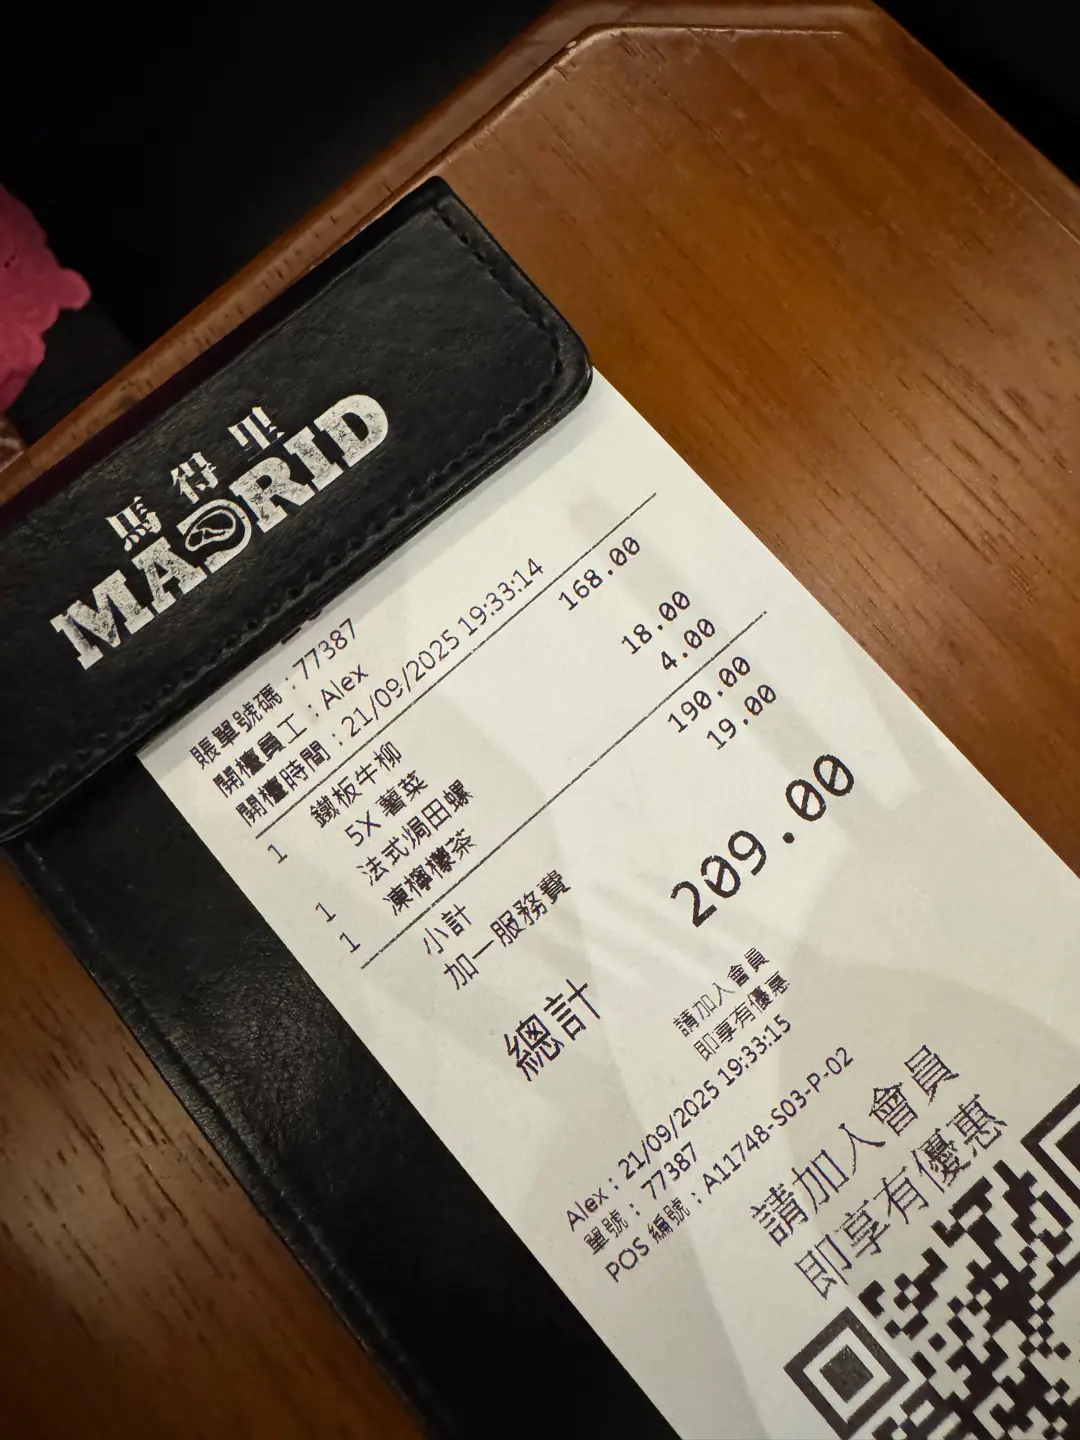 馬得里
MADRID
賬單號碼：77387
開檯員工：Alex
開檯時間：21/09/2025 19:33:14
1 鐵板牛柳 168.00
5X 薯菜
1 法式焗田螺 18.00
1 凍檸檬茶 4.00
小計 190.00
加一服務費 19.00
總計 209.00
請加入會員
即享有優惠
Alex：21/09/2025 19:33:15
單號：77387
POS 編號：A11748-S03-P-02
請加入會員
即享有優惠